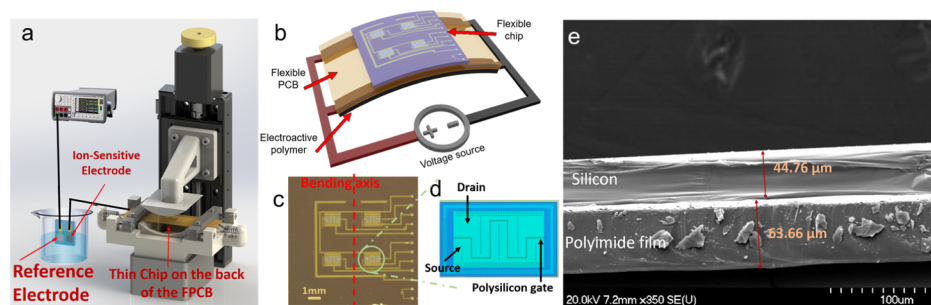 a
Ion-Sensitive
Electrode
Reference
Electrode
Thin Chip on the back
of the FPCB
b
Flexible
chip
Flexible
PCB
Electroactive
polymer
Voltage source
c
Bending axis
1mm
d
Drain
Source
Polysilicon gate
e
Silicon
44.76 μm
Polyimide film
63.66 μm
20.0kV 7.2mm x350 SE(U)
100um